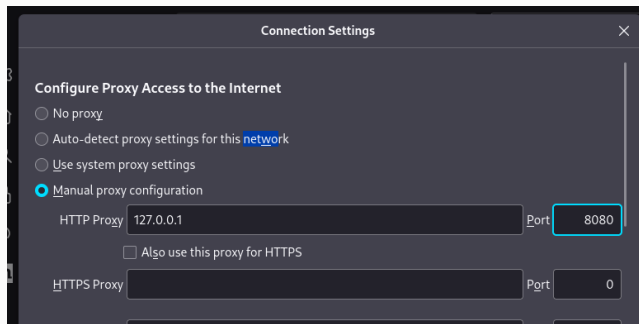 Connection Settings
Configure Proxy Access to the Internet
No proxy
Auto-detect proxy settings for this network
Use system proxy settings
Manual proxy configuration
HTTP Proxy 127.0.0.1 Port 8080
Also use this proxy for HTTPS
HTTPS Proxy Port 0